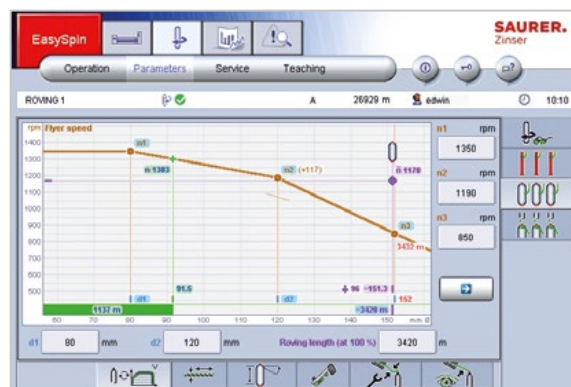 EasySpin
SAURER.
Zinser
Operation Parameters Service Teaching
ROVING 1 A 26929 m edwin 10:10
rpm Flyer speed
1400
1300
1200
1100
1000
900
800
700
600
500
n1
n:1303
n2 (+117)
n:1170
n3
3432 m
91.5
d1
d2
96 ~151.3
152
1137 m
~3420 m
60 80 90 100 110 120 130 140 150 mm Ø
n1 rpm
1350
n2 rpm
1190
n3 rpm
850
d1 80 mm d2 120 mm Roving length (at 100 %) 3420 m